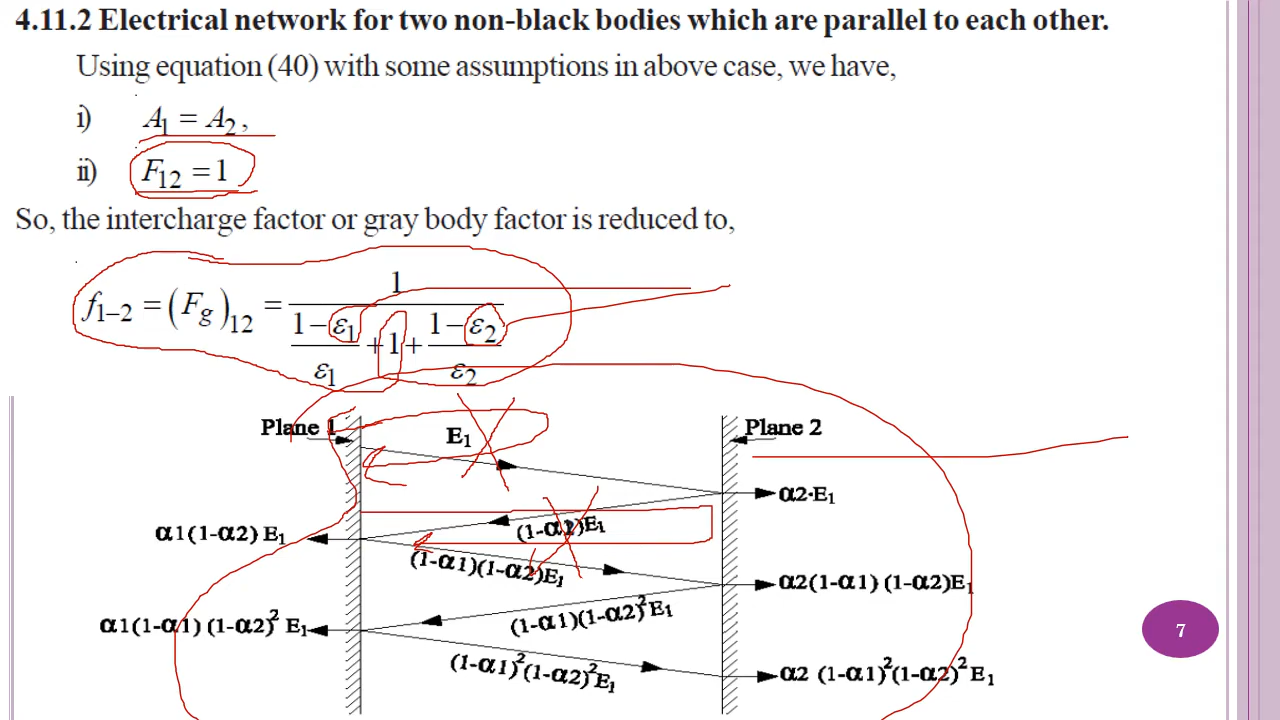 4.11.2 Electrical network for two non-black bodies which are parallel to each other.
Using equation (40) with some assumptions in above case, we have,
i) A₁ = A₂,
ii) F₁₂ = 1
So, the intercharge factor or gray body factor is reduced to,
f₁₋₂ = (F_g)₁₂ = 1 / ((1−ε₁)/ε₁ + 1 + (1−ε₂)/ε₂)
Plane 1
E₁
Plane 2
α2·E₁
α1(1-α2) E₁
(1-α2)E₁
(1-α1)(1-α2)E₁
α2(1-α1) (1-α2)E₁
α1(1-α1) (1-α2)² E₁
(1-α1)(1-α2)² E₁
(1-α1)²(1-α2)²E₁
α2 (1-α1)²(1-α2)² E₁
7